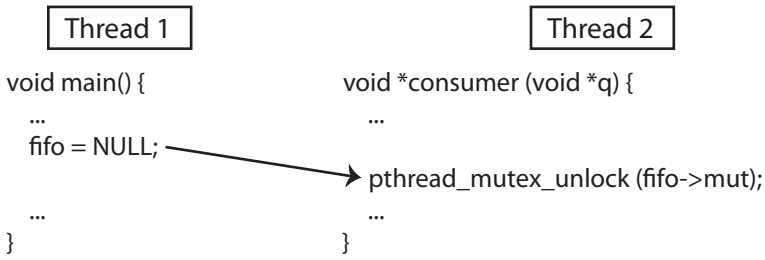 Thread 1
void main() {
...
fifo = NULL;
...
}
Thread 2
void *consumer (void *q) {
...
pthread_mutex_unlock (fifo->mut);
...
}